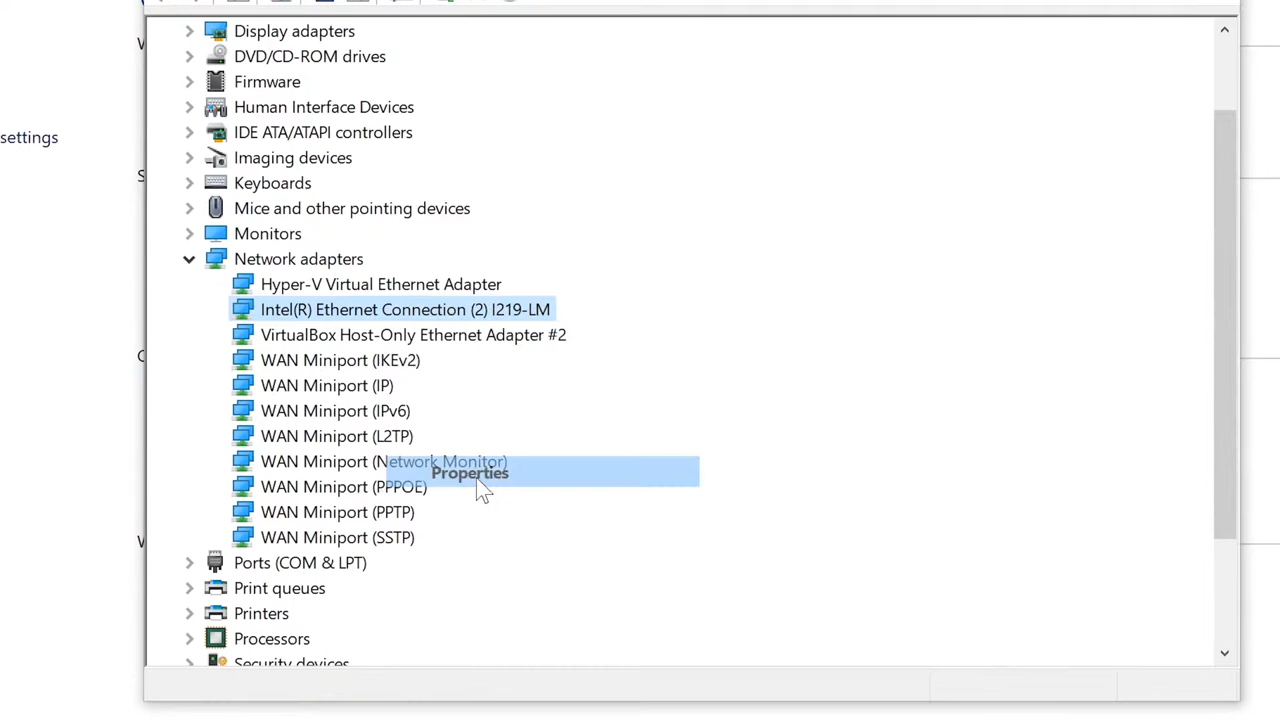 Display adapters
DVD/CD-ROM drives
Firmware
Human Interface Devices
settings
IDE ATA/ATAPI controllers
Imaging devices
Keyboards
Mice and other pointing devices
Monitors
Network adapters
Hyper-V Virtual Ethernet Adapter
Intel(R) Ethernet Connection (2) I219-LM
VirtualBox Host-Only Ethernet Adapter #2
WAN Miniport (IKEv2)
WAN Miniport (IP)
WAN Miniport (IPv6)
WAN Miniport (L2TP)
WAN Miniport (Network Monitor)
Properties
WAN Miniport (PPPOE)
WAN Miniport (PPTP)
WAN Miniport (SSTP)
Ports (COM & LPT)
Print queues
Printers
Processors
Security devices